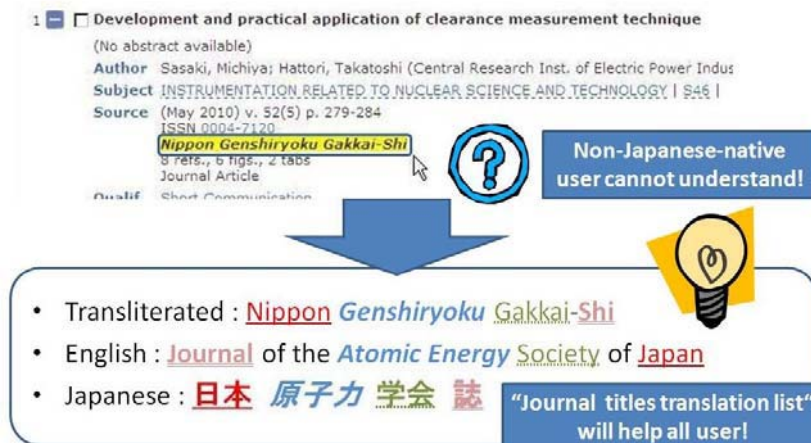 1 Development and practical application of clearance measurement technique
(No abstract available)
Author Sasaki, Michiya; Hattori, Takatoshi (Central Research Inst. of Electric Power Indus
Subject INSTRUMENTATION RELATED TO NUCLEAR SCIENCE AND TECHNOLOGY | S46 |
Source (May 2010) v. 52(5) p. 279-284
ISSN 0004-7120
Nippon Genshiryoku Gakkai-Shi
8 refs., 6 figs., 2 tabs
Journal Article
Qualif Short Communication
?
Non-Japanese-native
user cannot understand!
• Transliterated : Nippon Genshiryoku Gakkai-Shi
• English : Journal of the Atomic Energy Society of Japan
• Japanese : 日本 原子力 学会 誌
"Journal titles translation list"
will help all user!